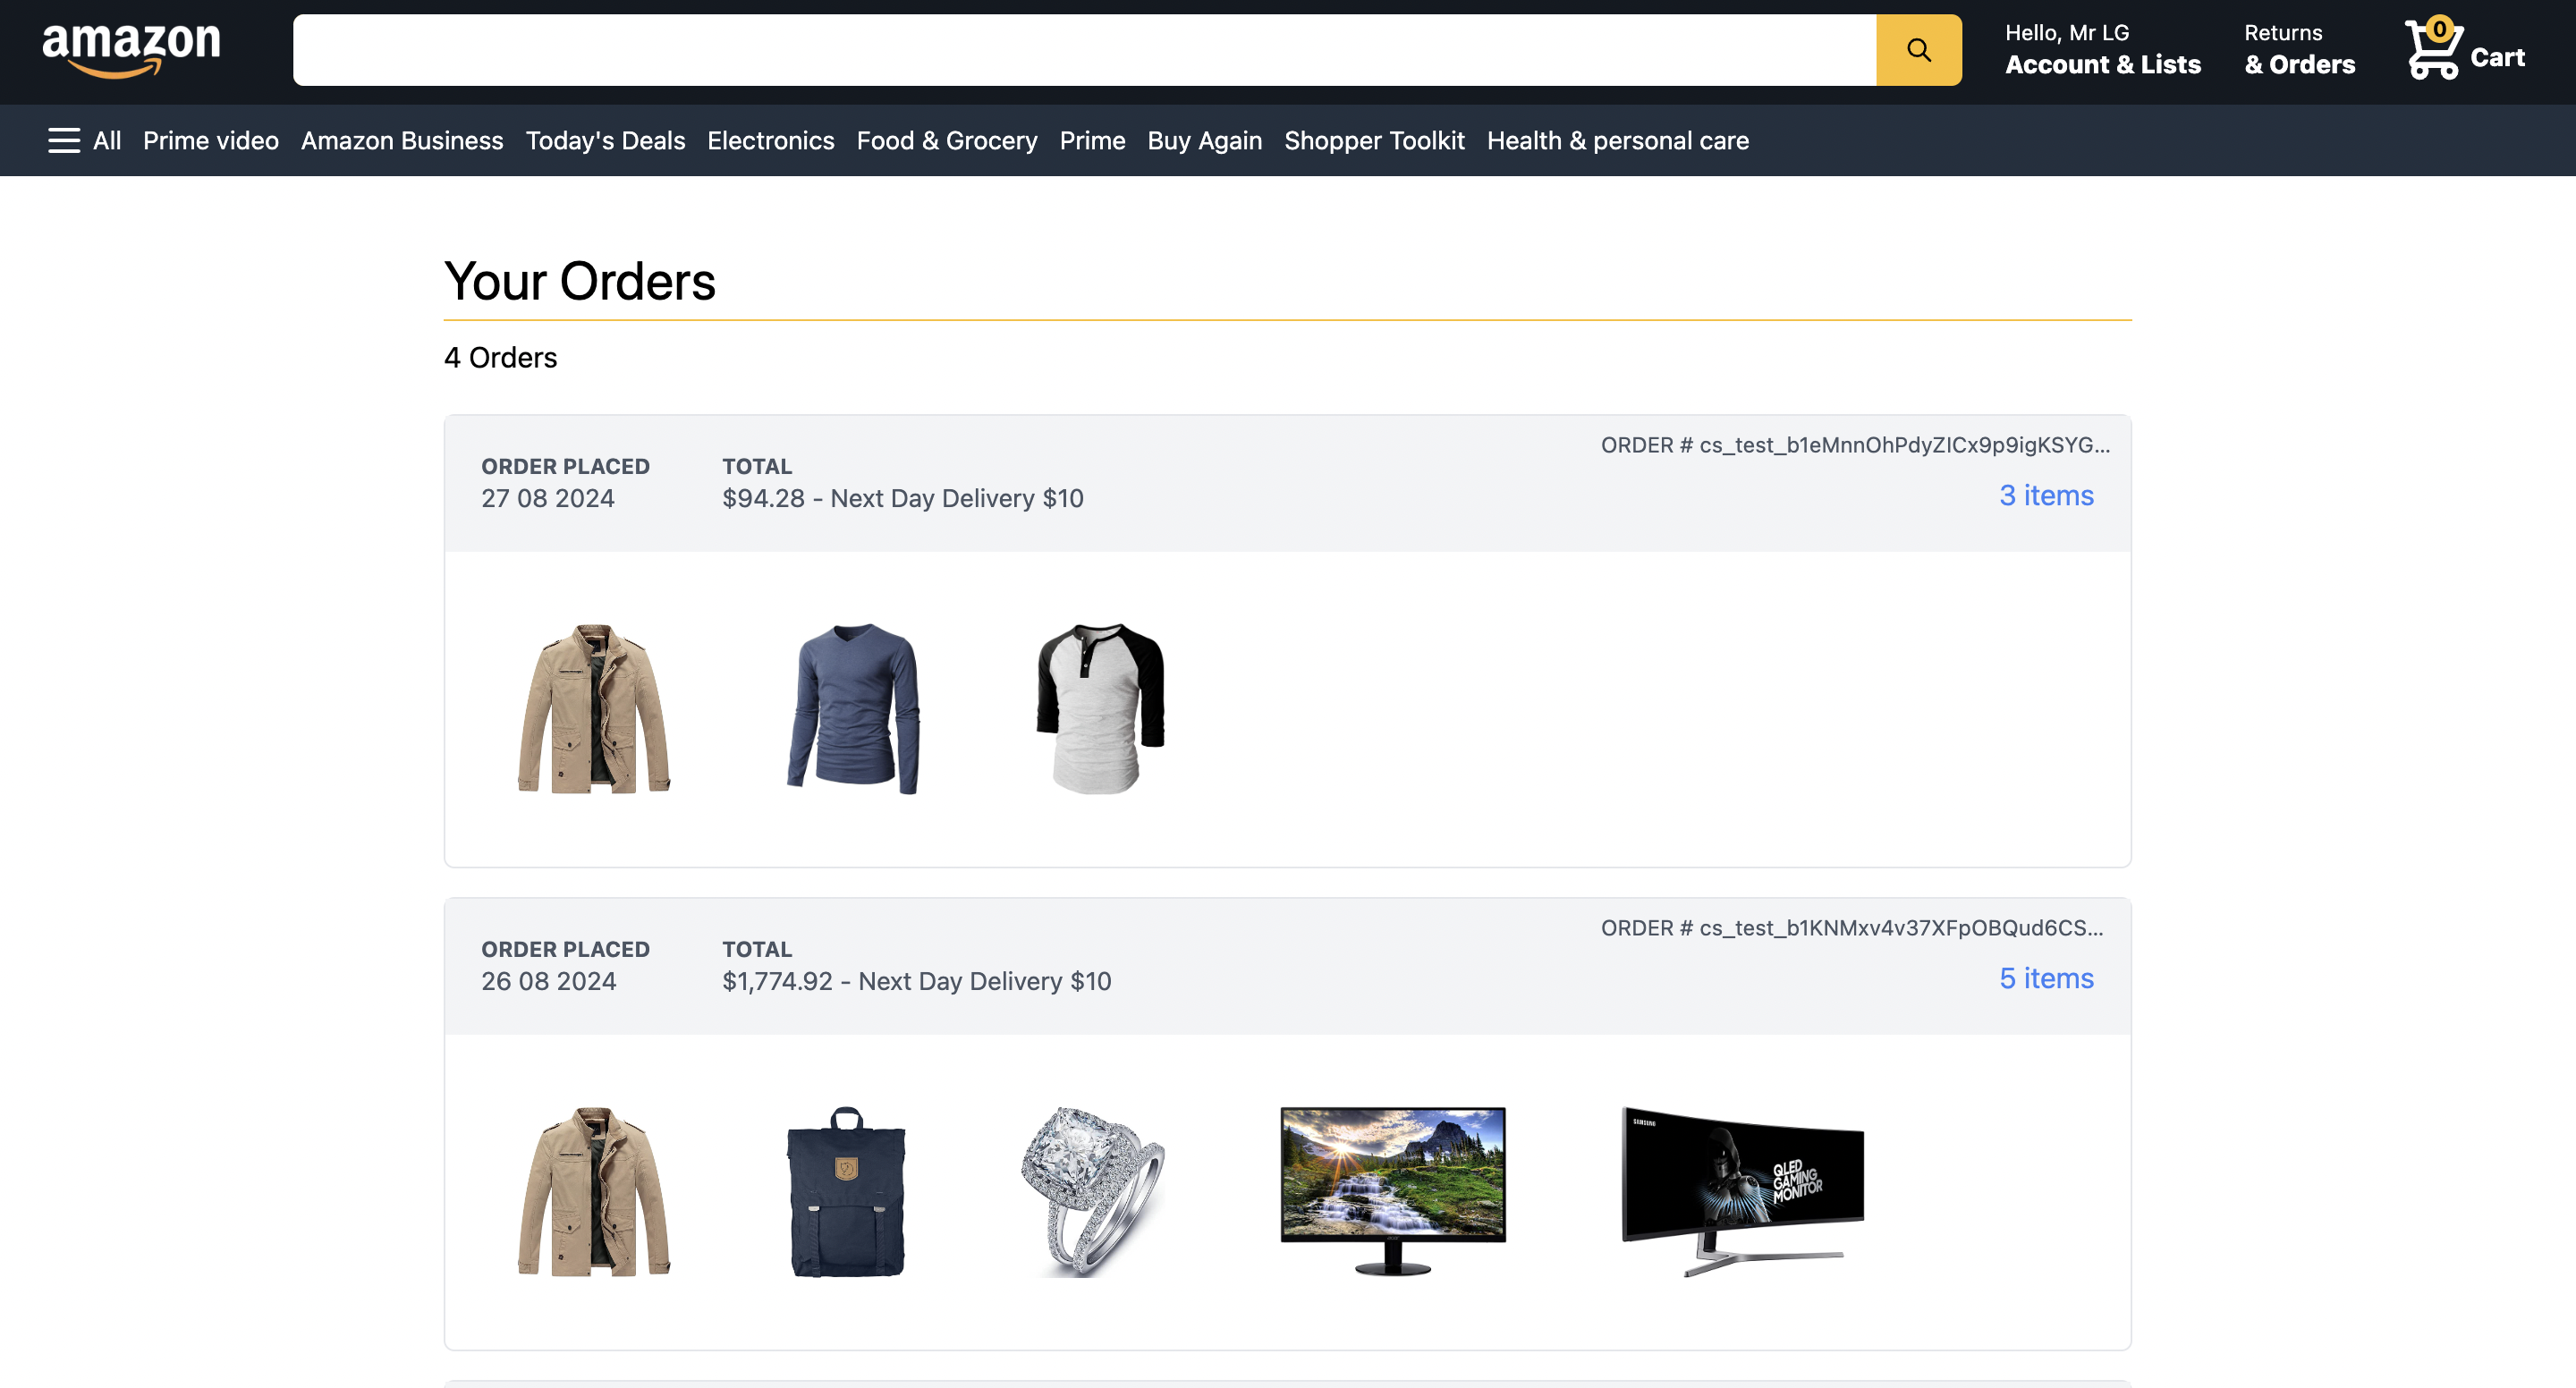 amazon
Hello, Mr LG
Account & Lists
Returns
& Orders
0
Cart
All Prime video Amazon Business Today's Deals Electronics Food & Grocery Prime Buy Again Shopper Toolkit Health & personal care
Your Orders
4 Orders
ORDER # cs_test_b1eMnnOhPdyZICx9p9igKSYG...
ORDER PLACED TOTAL
27 08 2024 $94.28 - Next Day Delivery $10
3 items
ORDER # cs_test_b1KNMxv4v37XFpOBQud6CS...
ORDER PLACED TOTAL
26 08 2024 $1,774.92 - Next Day Delivery $10
5 items
SAMSUNG
QLED
GAMING
MONITOR